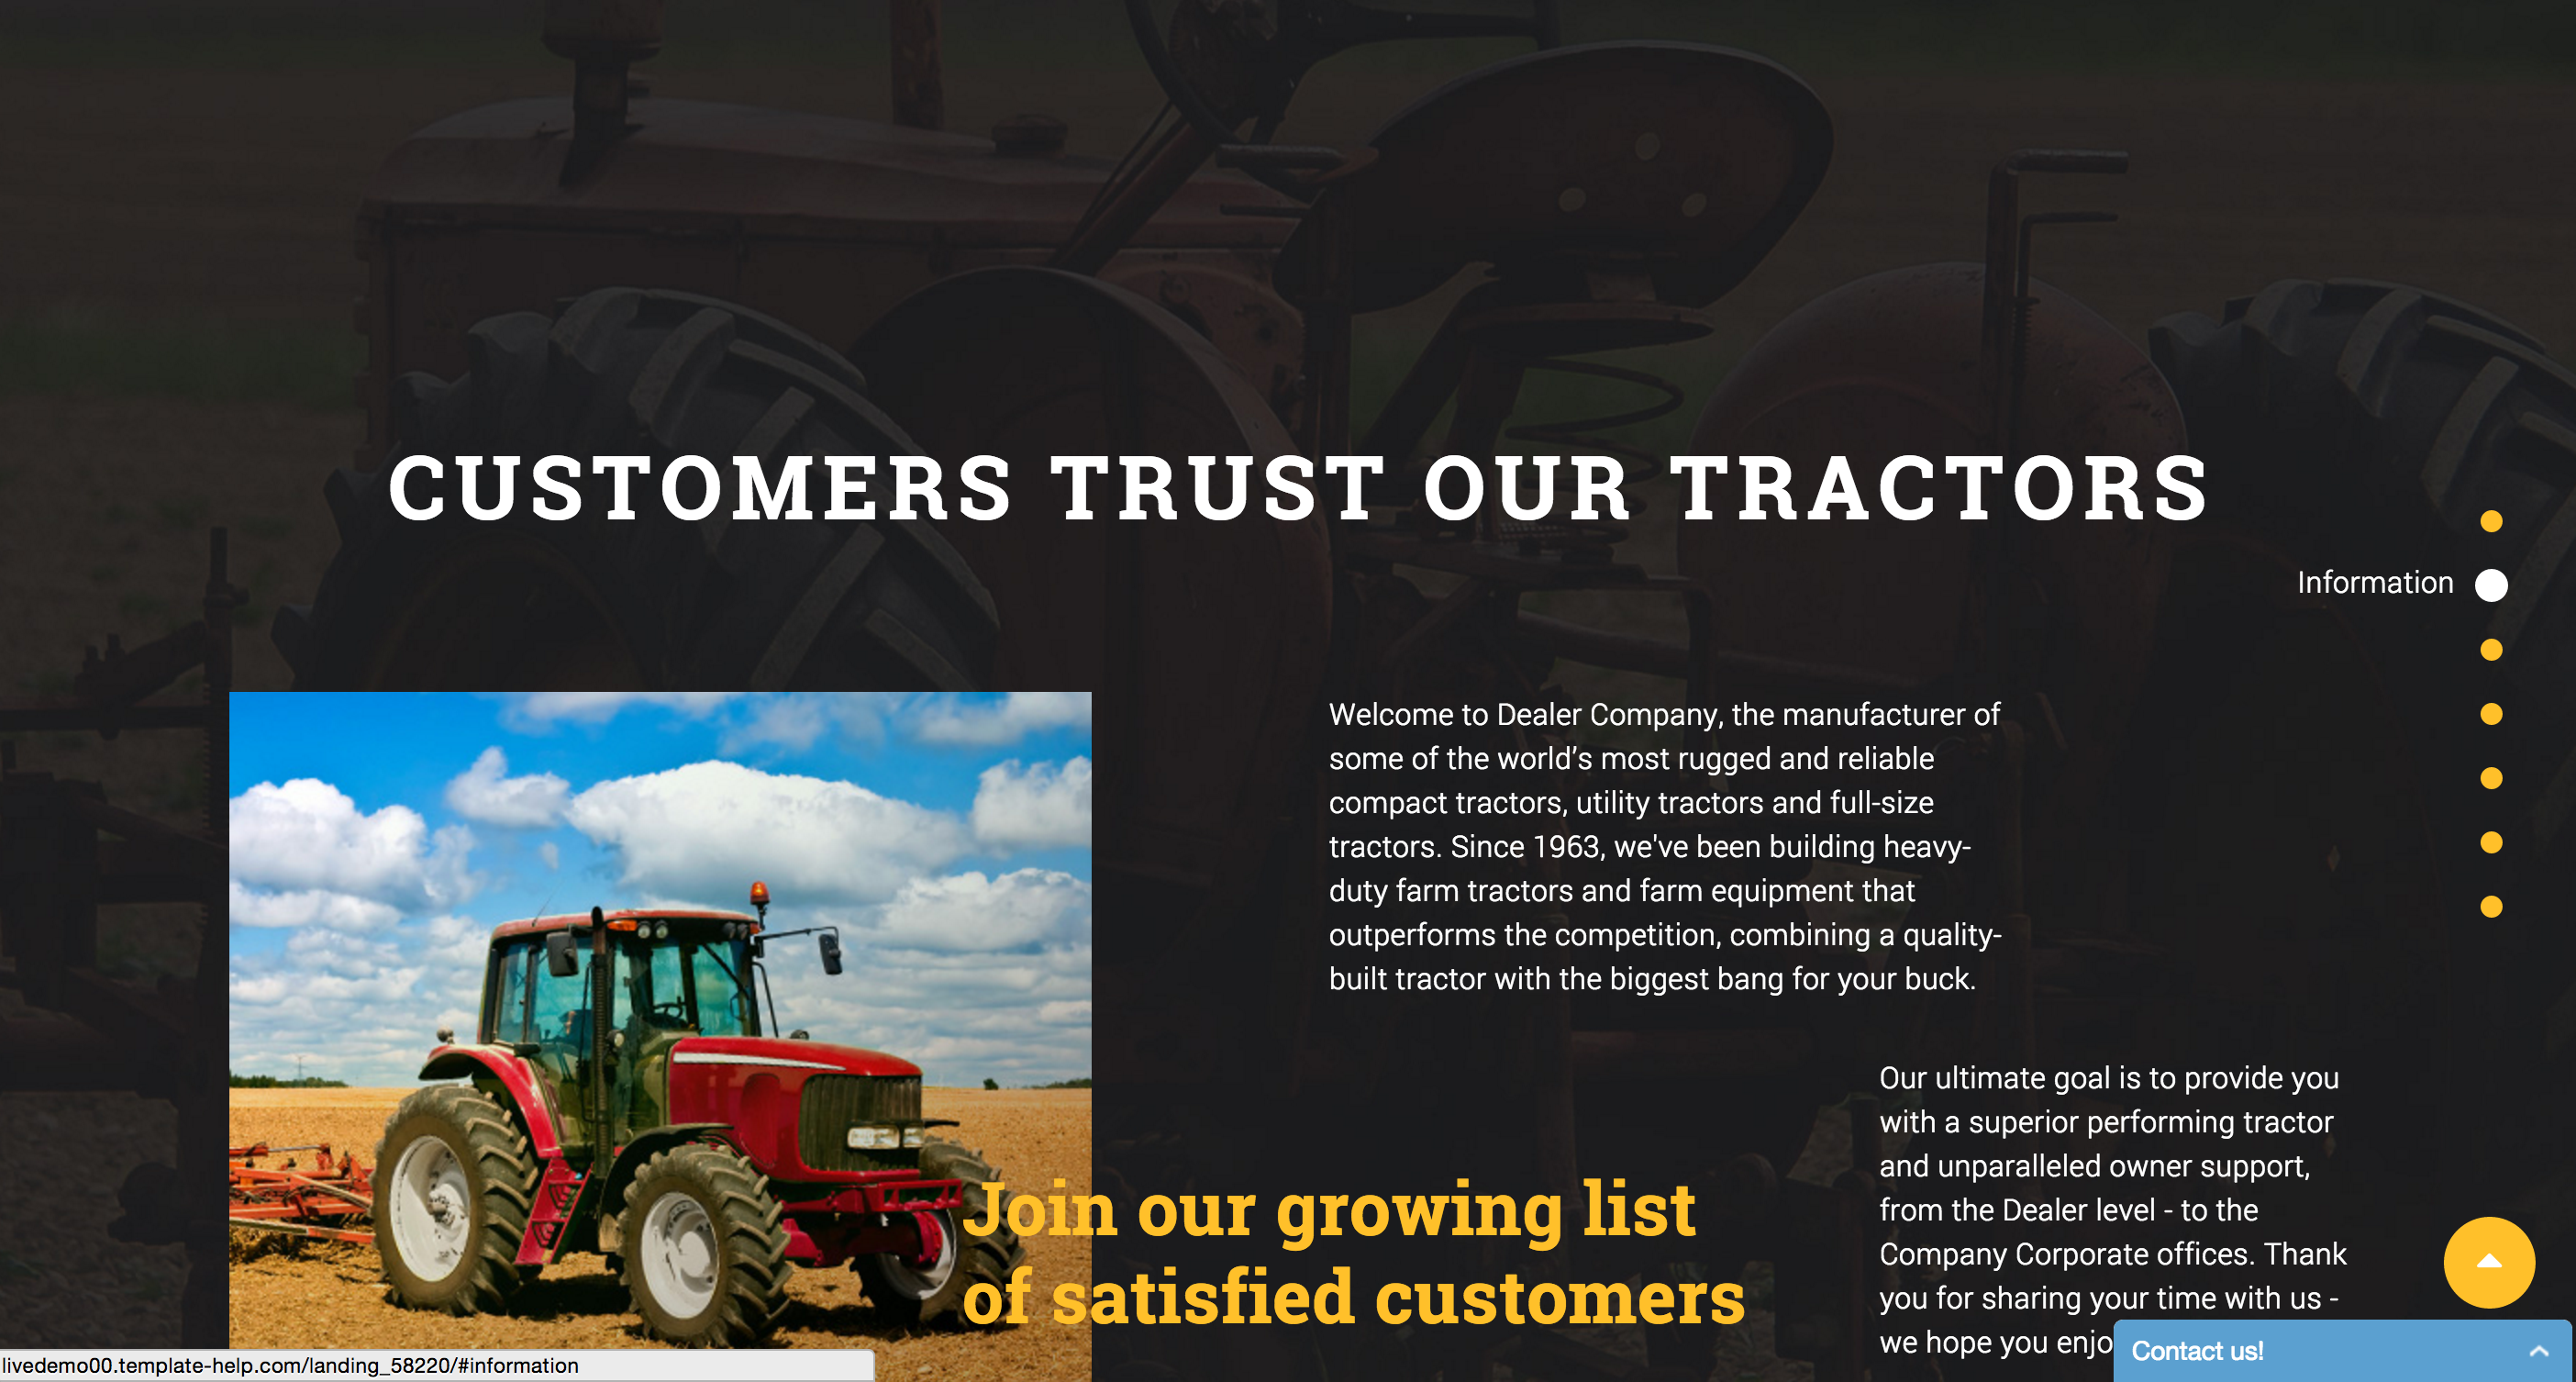 CUSTOMERS TRUST OUR TRACTORS
Information
Welcome to Dealer Company, the manufacturer of
some of the world’s most rugged and reliable
compact tractors, utility tractors and full-size
tractors. Since 1963, we've been building heavy-
duty farm tractors and farm equipment that
outperforms the competition, combining a quality-
built tractor with the biggest bang for your buck.
Join our growing list
of satisfied customers
Our ultimate goal is to provide you
with a superior performing tractor
and unparalleled owner support,
from the Dealer level - to the
Company Corporate offices. Thank
you for sharing your time with us -
we hope you enjo
Contact us!
livedemo00.template-help.com/landing_58220/#information